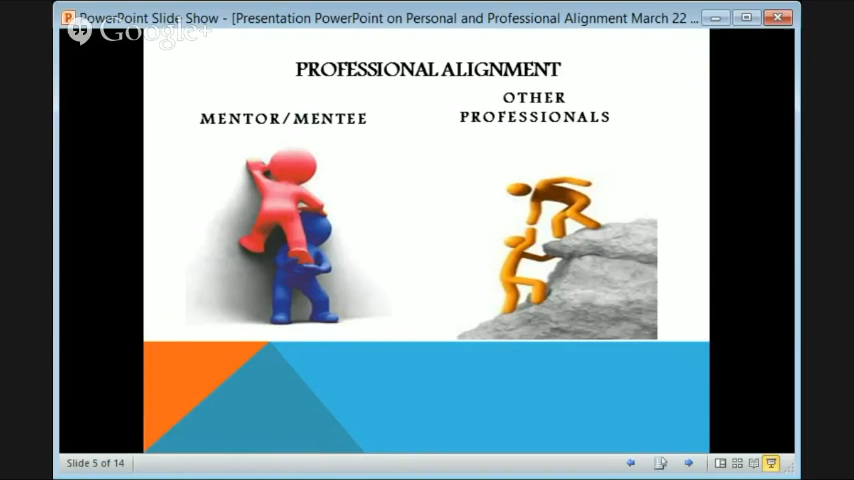 PowerPoint Slide Show - [Presentation PowerPoint on Personal and Professional Alignment March 22 ...
Google+
PROFESSIONAL ALIGNMENT
MENTOR/MENTEE
OTHER
PROFESSIONALS
Slide 5 of 14